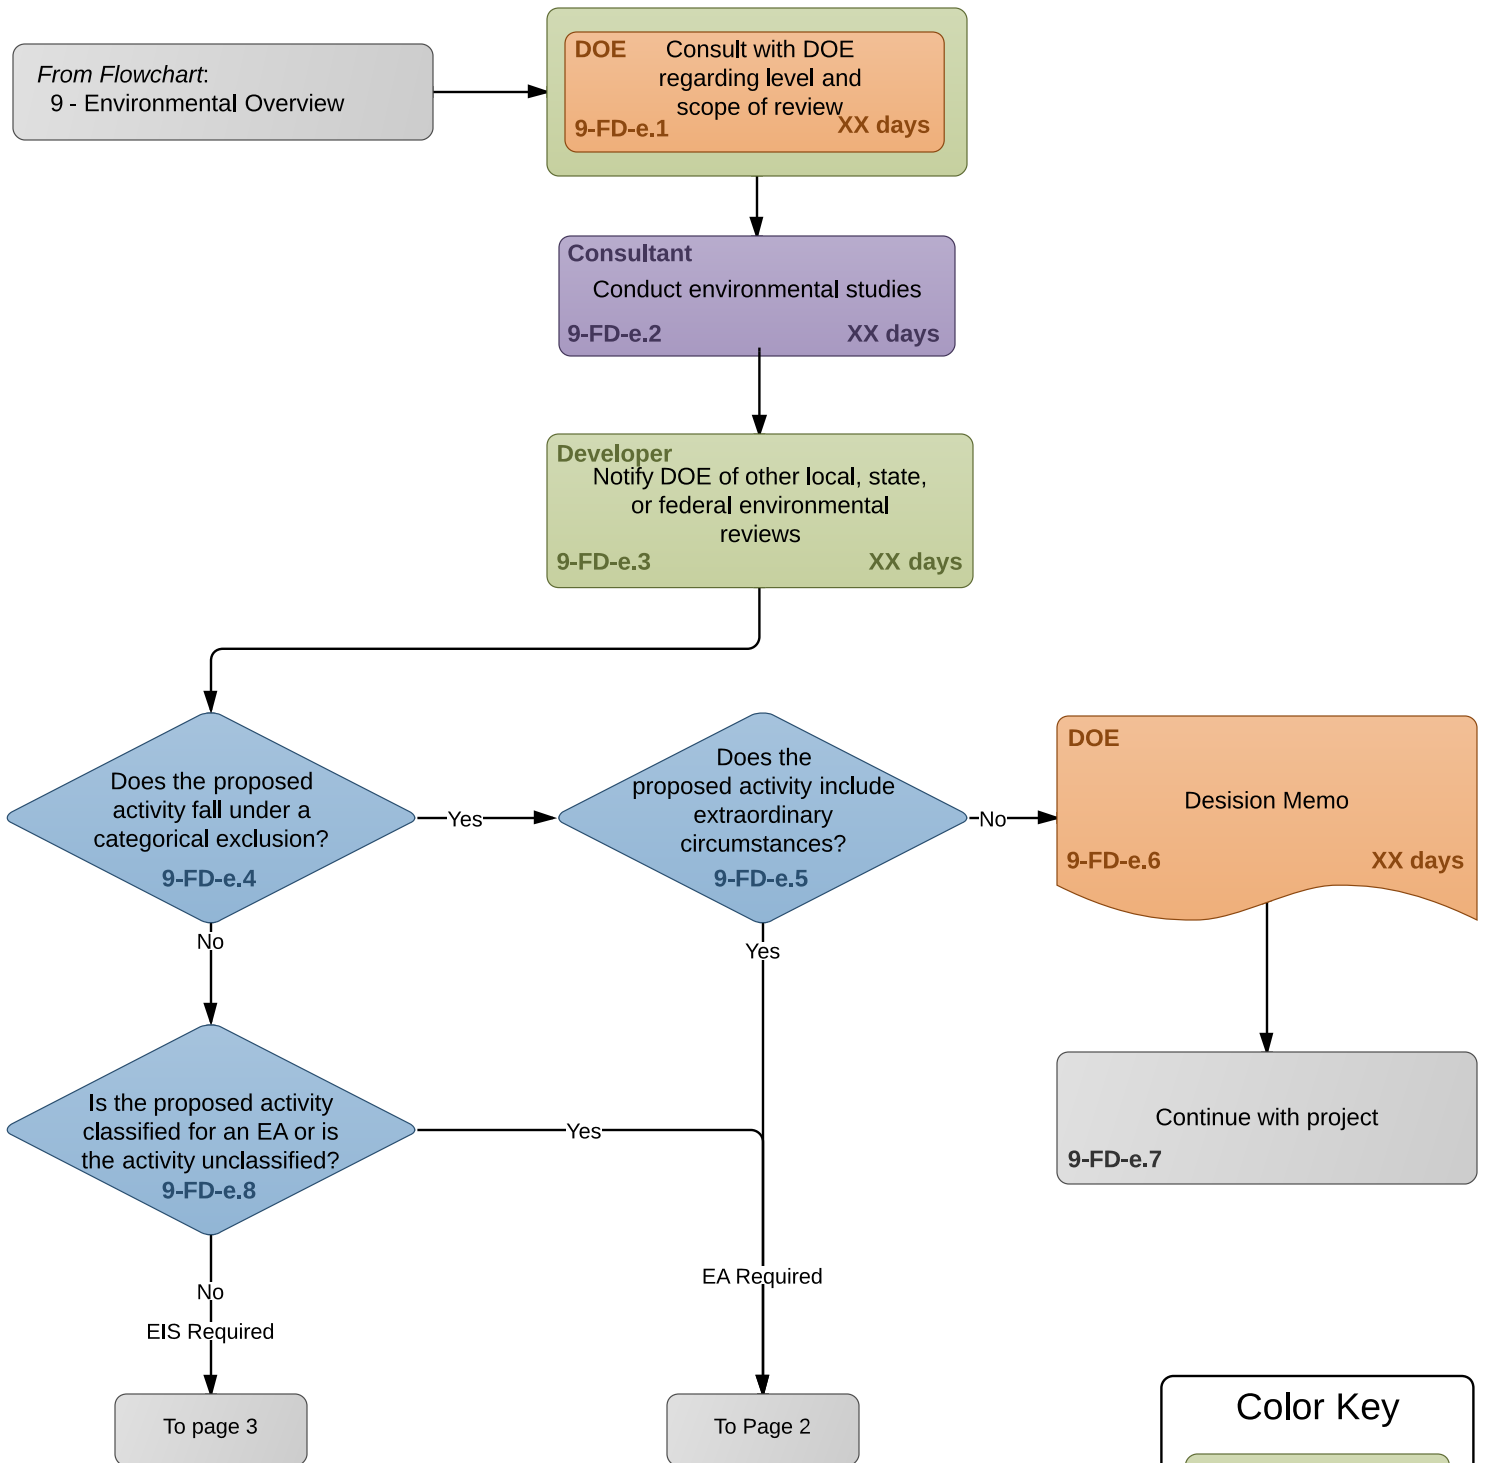 From Flowchart:
9 - Environmental Overview
DOE
Consult with DOE
regarding level and
scope of review
9-FD-e.1
XX days
Consultant
Conduct environmental studies
9-FD-e.2
XX days
Developer
Notify DOE of other local, state,
or federal environmental
reviews
9-FD-e.3
XX days
Does the proposed
activity fall under a
categorical exclusion?
9-FD-e.4
Yes
Does the
proposed activity include
extraordinary
circumstances?
9-FD-e.5
No
DOE
Desision Memo
9-FD-e.6
XX days
No
Yes
Is the proposed activity
classified for an EA or is
the activity unclassified?
9-FD-e.8
Yes
Continue with project
9-FD-e.7
No
EIS Required
EA Required
To page 3
To Page 2
Color Key